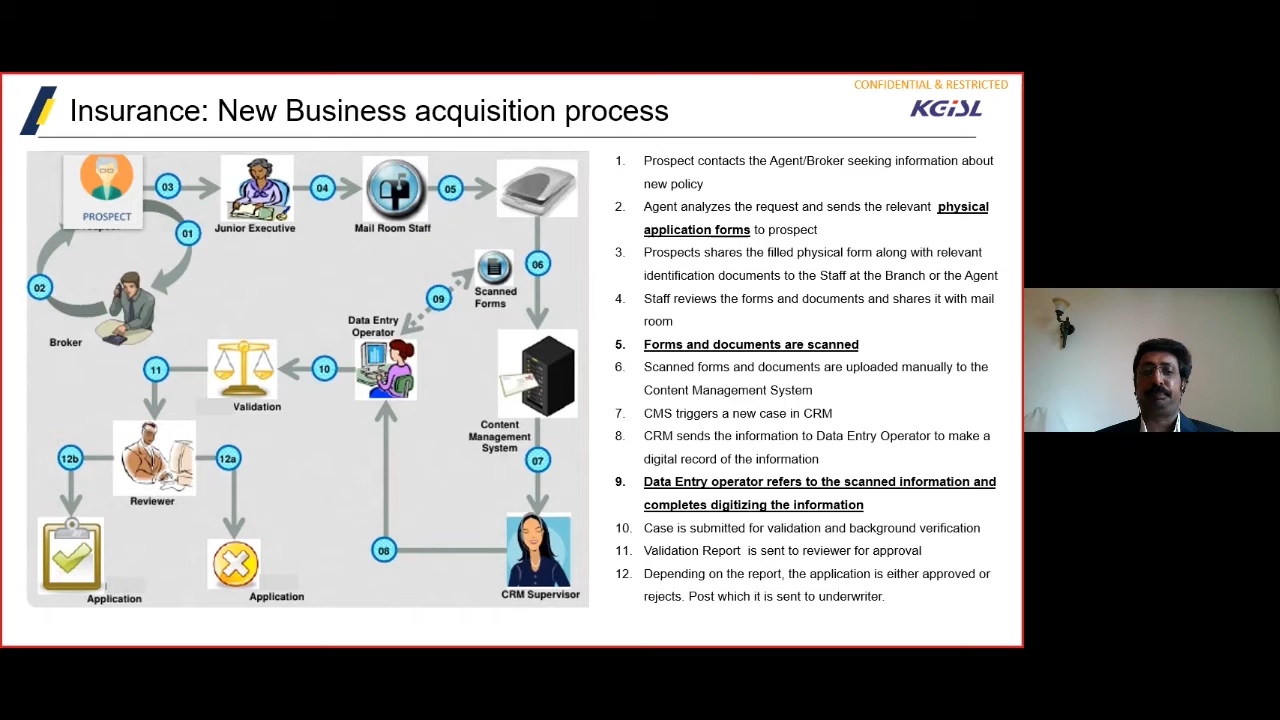 CONFIDENTIAL & RESTRICTED
Insurance: New Business acquisition process
KGiSL
PROSPECT
03
04
05
Junior Executive
Mail Room Staff
01
02
Broker
06
Scanned
Forms
09
Data Entry
Operator
10
11
Validation
Content
Management
System
07
12b
12a
Reviewer
08
Application
Application
CRM Supervisor
1. Prospect contacts the Agent/Broker seeking information about
new policy
2. Agent analyzes the request and sends the relevant physical
application forms to prospect
3. Prospects shares the filled physical form along with relevant
identification documents to the Staff at the Branch or the Agent
4. Staff reviews the forms and documents and shares it with mail
room
5. Forms and documents are scanned
6. Scanned forms and documents are uploaded manually to the
Content Management System
7. CMS triggers a new case in CRM
8. CRM sends the information to Data Entry Operator to make a
digital record of the information
9. Data Entry operator refers to the scanned information and
completes digitizing the information
10. Case is submitted for validation and background verification
11. Validation Report is sent to reviewer for approval
12. Depending on the report, the application is either approved or
rejects. Post which it is sent to underwriter.